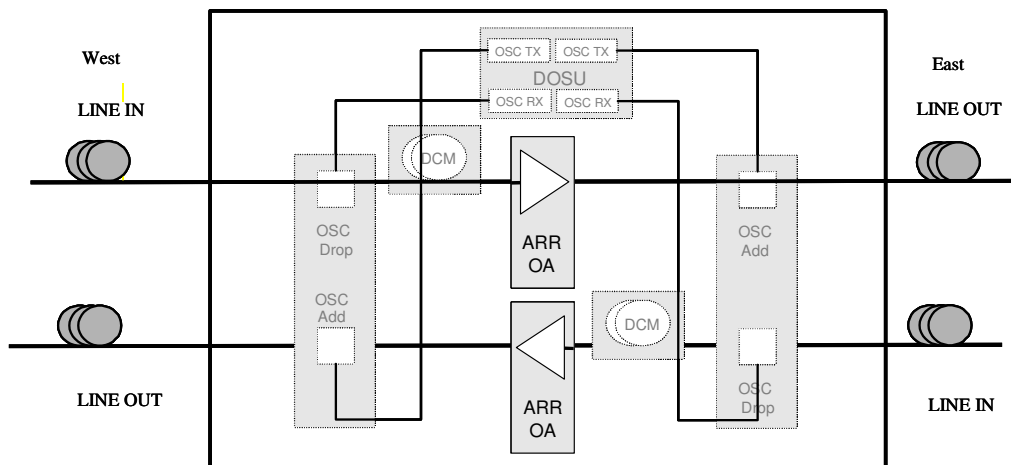 OSC TX
OSC TX
DOSU
OSC RX
OSC RX
West
East
LINE IN
LINE OUT
DCM
OSC
Drop
ARR
OA
OSC
Add
OSC
Add
DCM
OSC
Drop
LINE OUT
ARR
OA
LINE IN